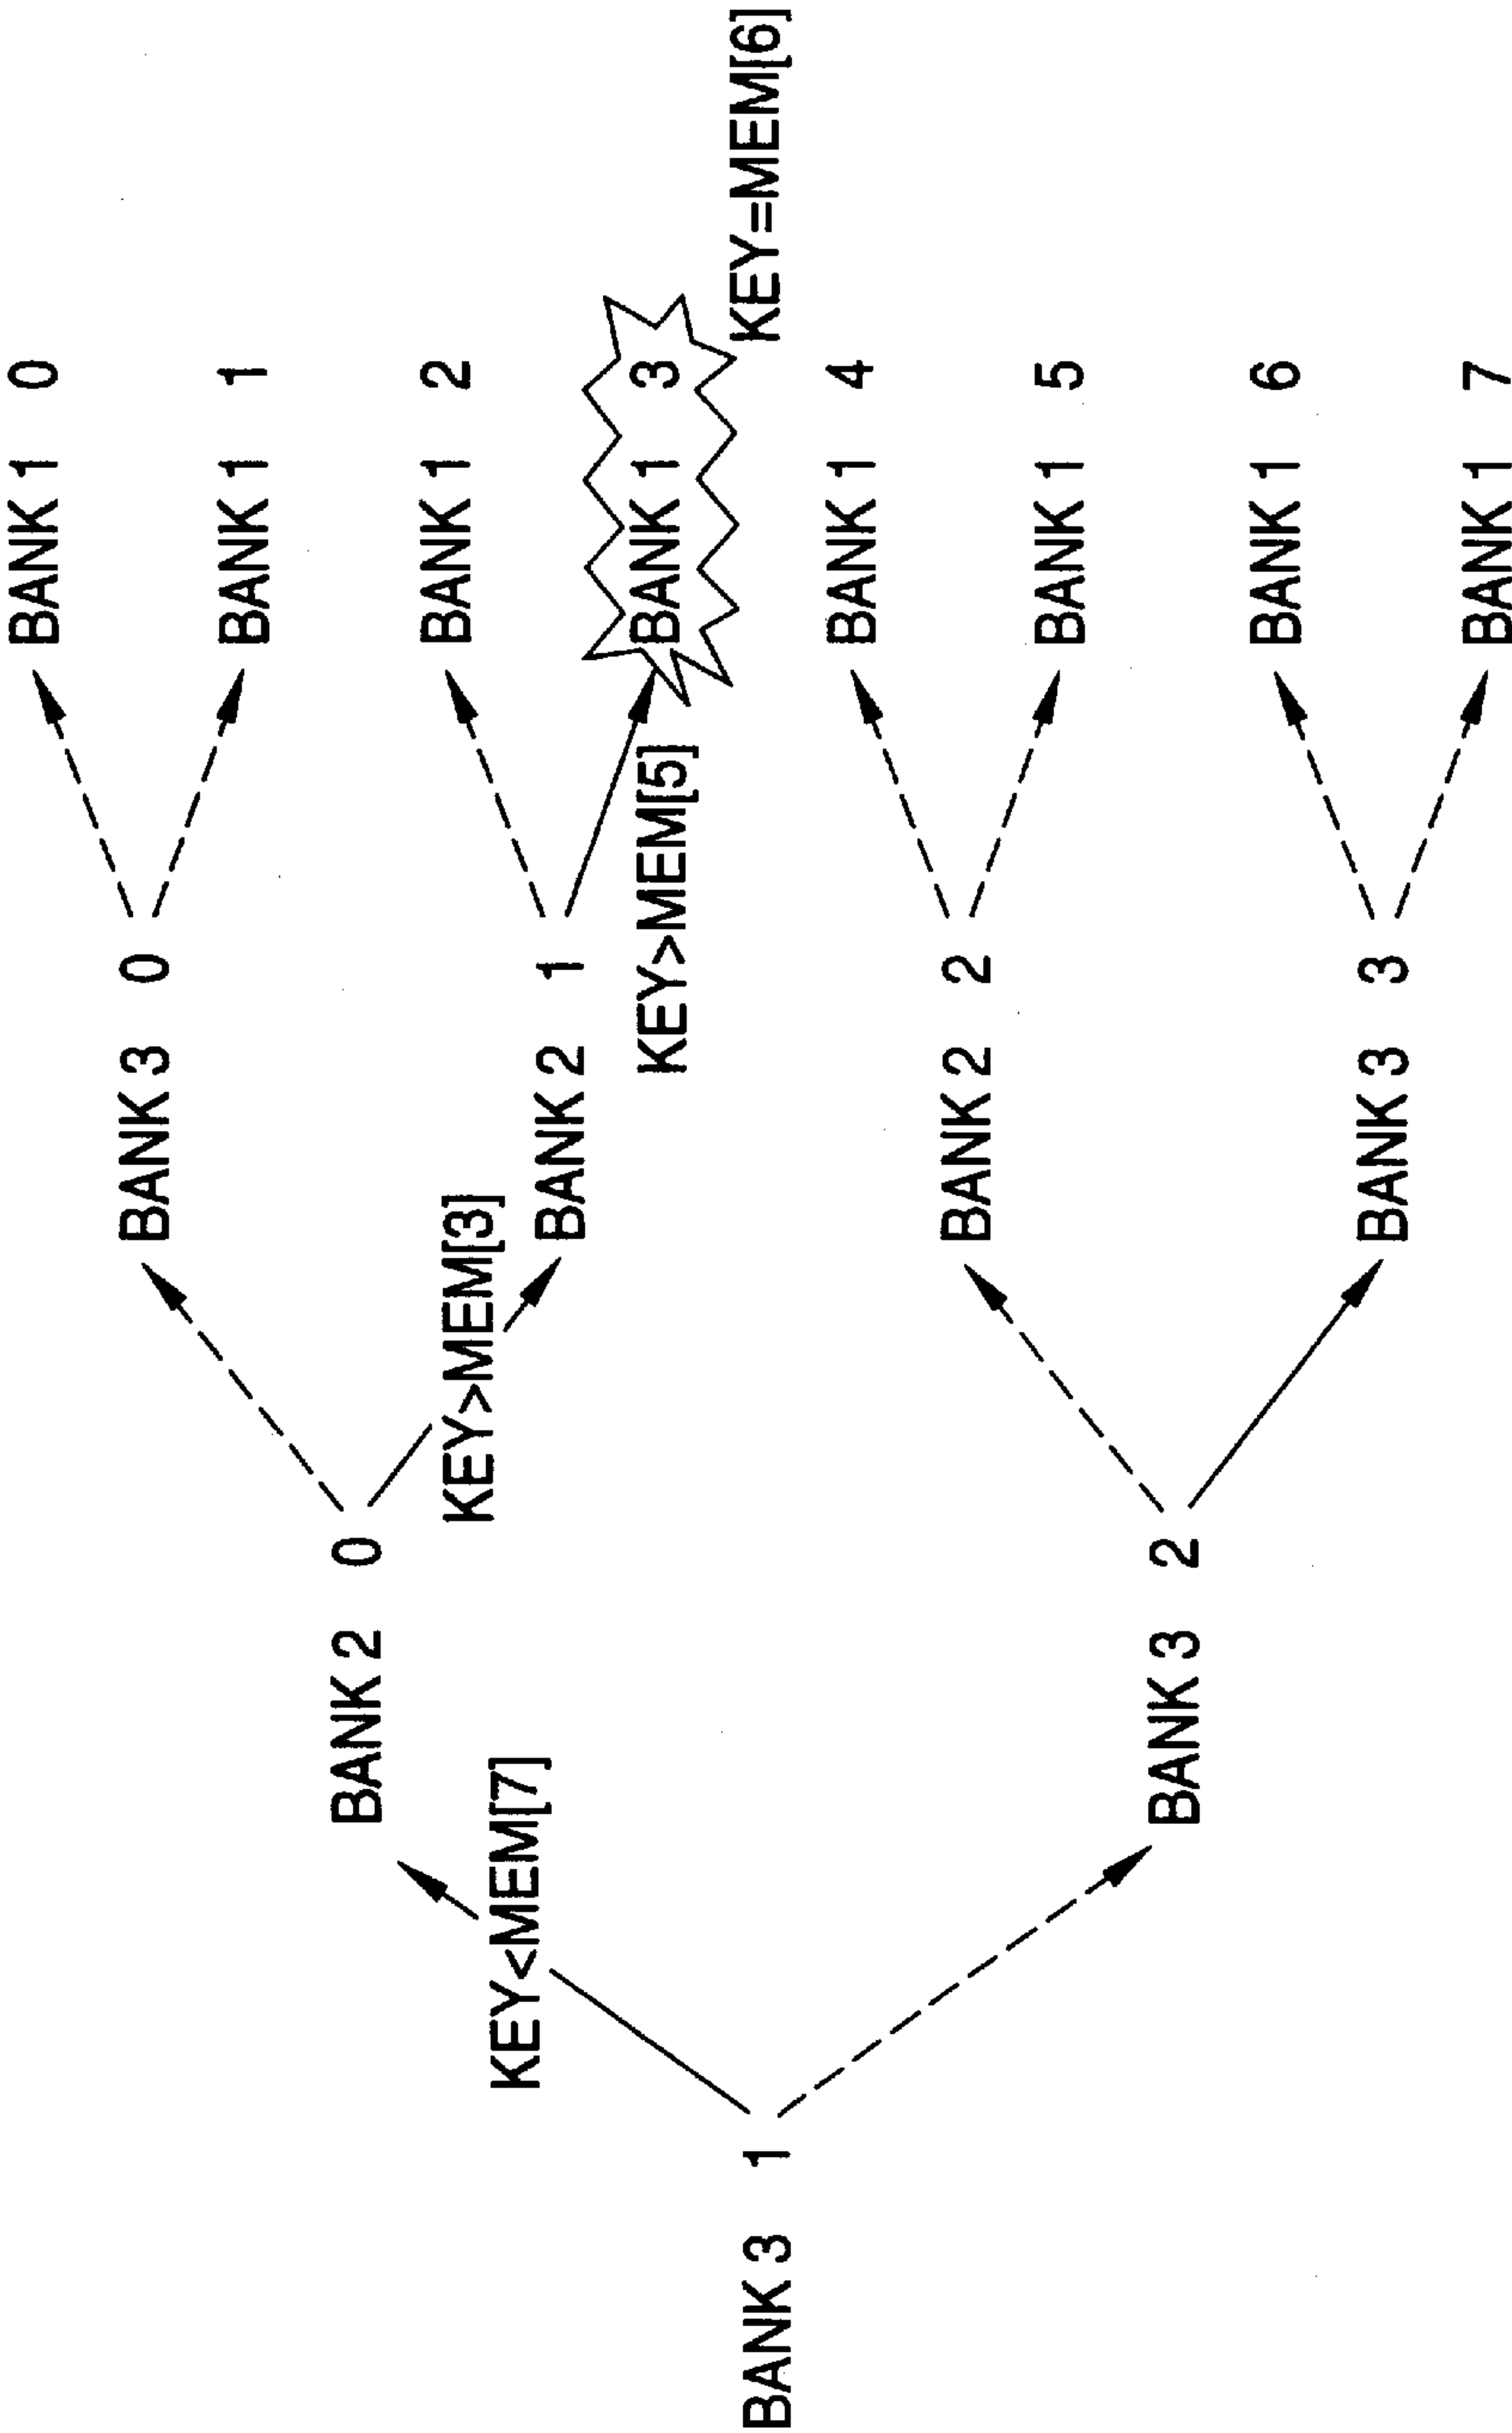 BANK 3 1
KEY<MEM[7]
BANK 2 0
BANK 3 2
KEY>MEM[3]
BANK 3 0
BANK 2 1
BANK 2 2
BANK 3 3
KEY>MEM[5]
BANK 1 0
BANK 1 1
BANK 1 2
BANK 1 3
BANK 1 4
BANK 1 5
BANK 1 6
BANK 1 7
KEY=MEM[6]